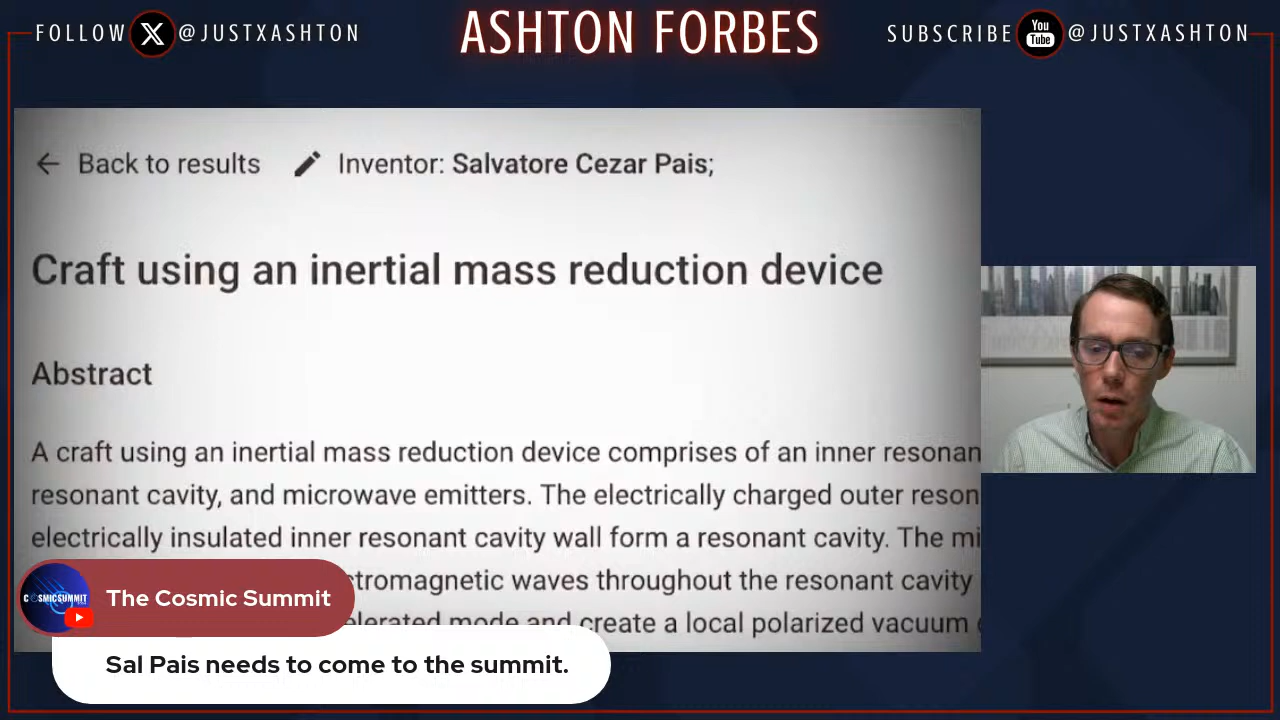 FOLLOW X @JUSTXASHTON
ASHTON FORBES
SUBSCRIBE You Tube @JUSTXASHTON
← Back to results Inventor: Salvatore Cezar Pais;
Craft using an inertial mass reduction device
Abstract
A craft using an inertial mass reduction device comprises of an inner resonan
resonant cavity, and microwave emitters. The electrically charged outer reson
electrically insulated inner resonant cavity wall form a resonant cavity. The mi
ctromagnetic waves throughout the resonant cavity
elerated mode and create a local polarized vacuum
COSMICSUMMIT
The Cosmic Summit
Sal Pais needs to come to the summit.